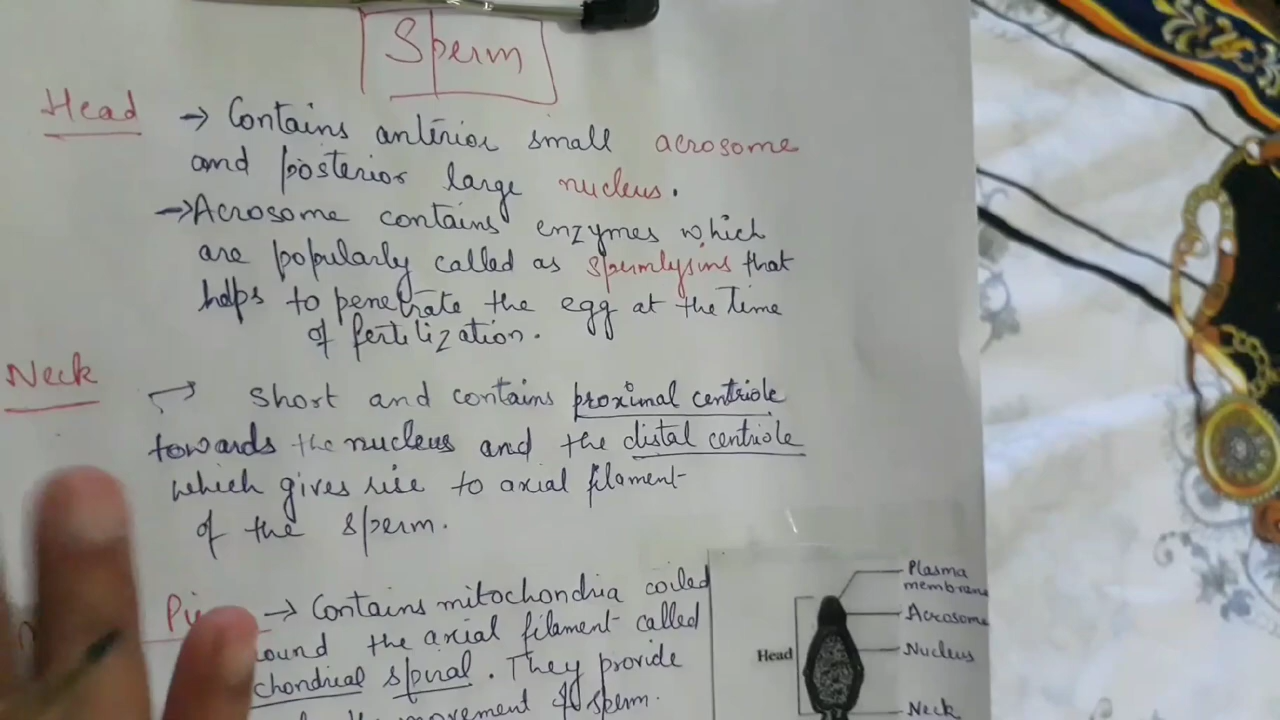 Sperm
Head → Contains anterior small acrosome
and posterior large nucleus.
→ Acrosome contains enzymes which
are popularly called as spermlysins that
helps to penetrate the egg at the Time
of fertilization.
Neck → Short and contains proximal centriole
towards the nucleus and the distal centriole
which gives rise to axial filament
of the sperm.
→ Contains mitochondria coiled
the axial filament called
spiral. They provide
movement of sperm.
Plasma
membrane
Acrosome
Head
Nucleus
Neck